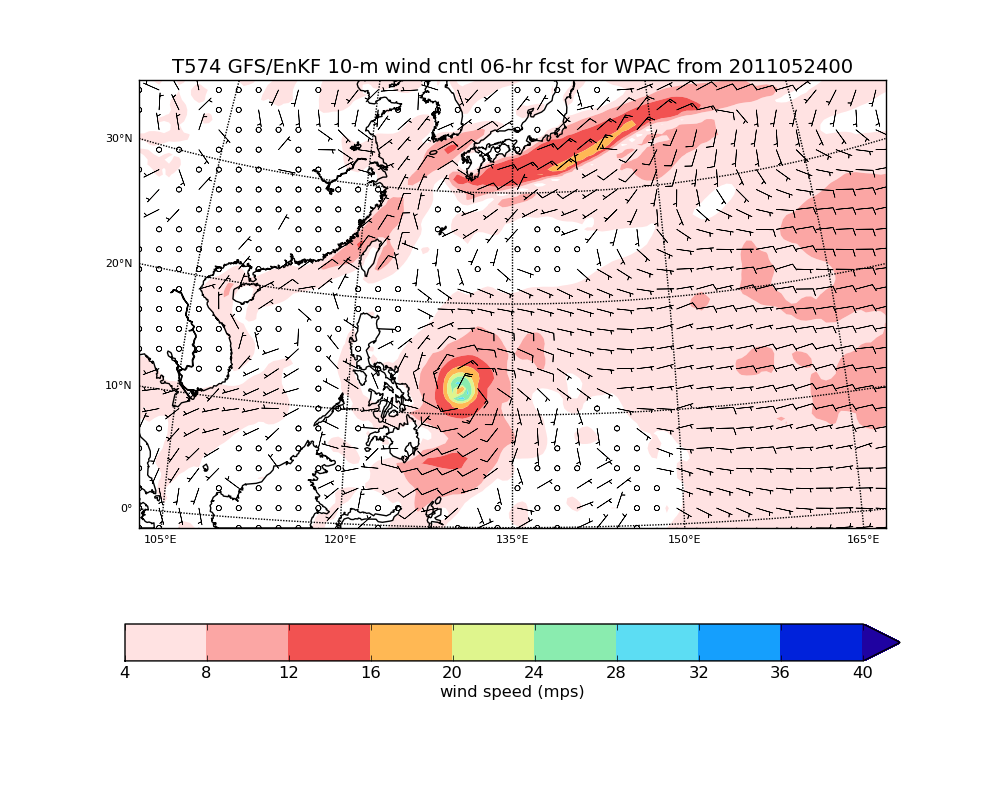 T574 GFS/EnKF 10-m wind cntl 06-hr fcst for WPAC from 2011052400
30°N
20°N
10°N
0°
105°E 120°E 135°E 150°E 165°E
4 8 12 16 20 24 28 32 36 40
wind speed (mps)